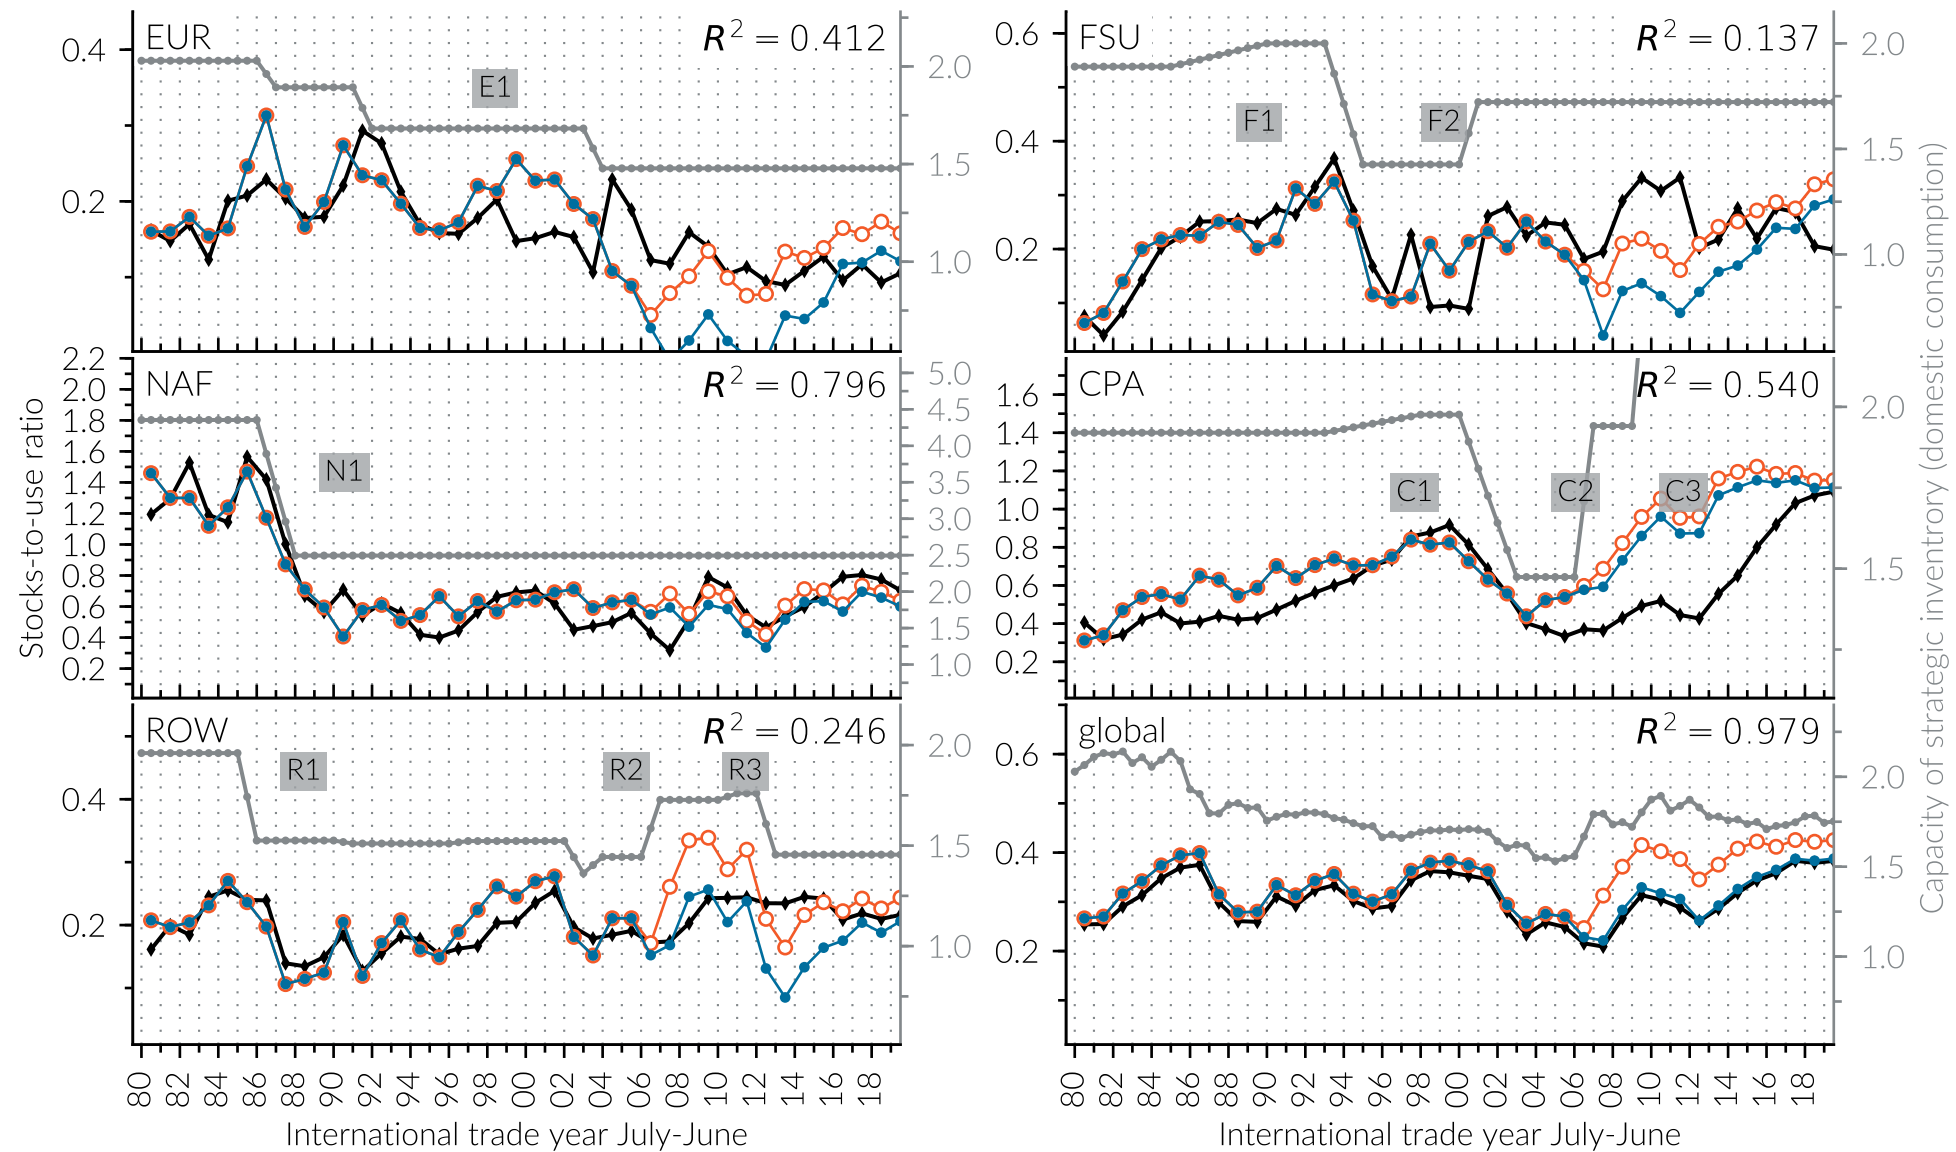 EUR
R² = 0.412
E1
0.4
0.2
2.0
1.5
1.0
FSU
R² = 0.137
F1
F2
0.6
0.4
0.2
2.0
1.5
1.0
NAF
R² = 0.796
N1
2.2
2.0
1.8
1.6
1.4
1.2
1.0
0.8
0.6
0.4
0.2
5.0
4.5
4.0
3.5
3.0
2.5
2.0
1.5
1.0
CPA
R² = 0.540
C1
C2
C3
1.6
1.4
1.2
1.0
0.8
0.6
0.4
0.2
2.0
1.5
ROW
R² = 0.246
R1
R2
R3
0.4
0.2
2.0
1.5
1.0
global
R² = 0.979
0.6
0.4
0.2
2.0
1.5
1.0
80 82 84 86 88 90 92 94 96 98 00 02 04 06 08 10 12 14 16 18
80 82 84 86 88 90 92 94 96 98 00 02 04 06 08 10 12 14 16 18
International trade year July-June
International trade year July-June
Stocks-to-use ratio
Capacity of strategic inventrory (domestic consumption)